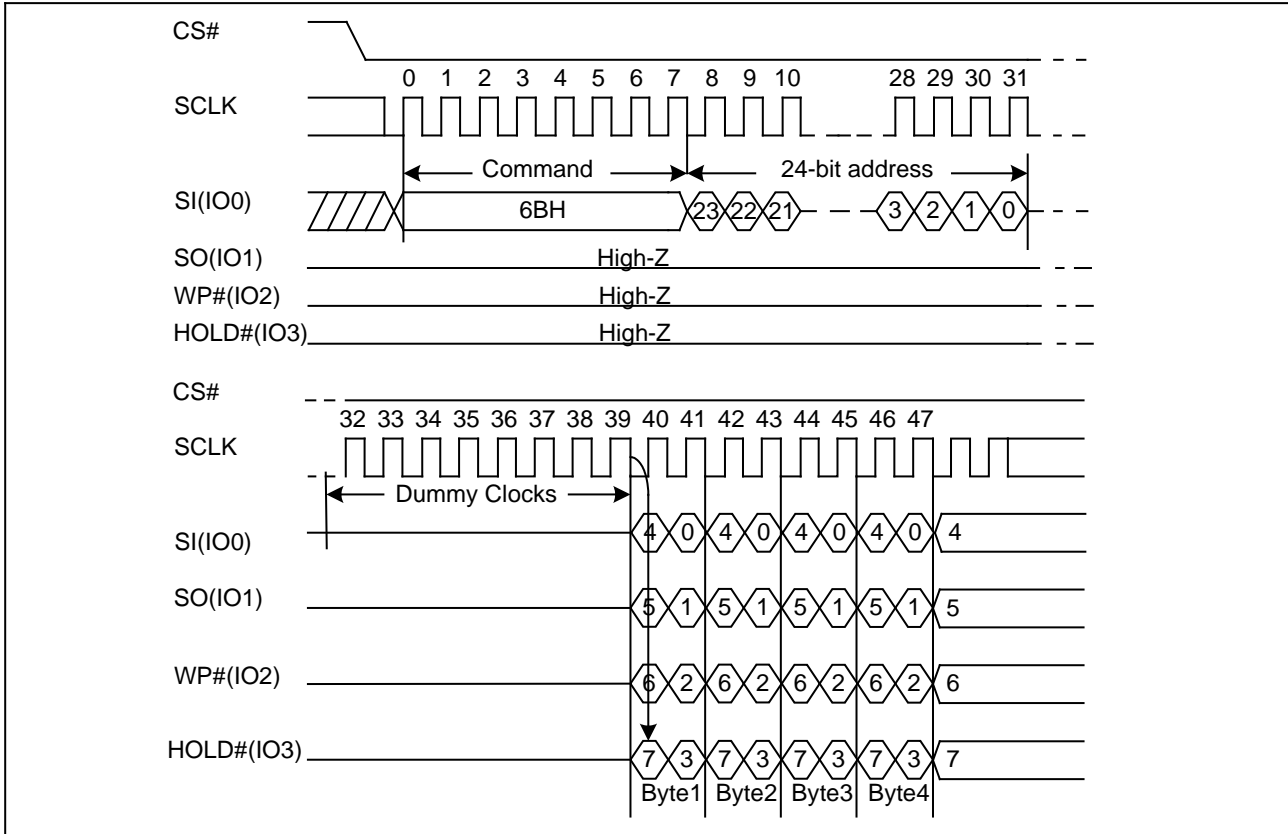 CS#
0 1 2 3 4 5 6 7 8 9 10 28 29 30 31
SCLK
Command 24-bit address
SI(IO0) 6BH 23 22 21 3 2 1 0
SO(IO1) High-Z
WP#(IO2) High-Z
HOLD#(IO3) High-Z
CS#
32 33 34 35 36 37 38 39 40 41 42 43 44 45 46 47
SCLK
Dummy Clocks
SI(IO0) 4 0 4 0 4 0 4 0 4
SO(IO1) 5 1 5 1 5 1 5 1 5
WP#(IO2) 6 2 6 2 6 2 6 2 6
HOLD#(IO3) 7 3 7 3 7 3 7 3 7
Byte1 Byte2 Byte3 Byte4